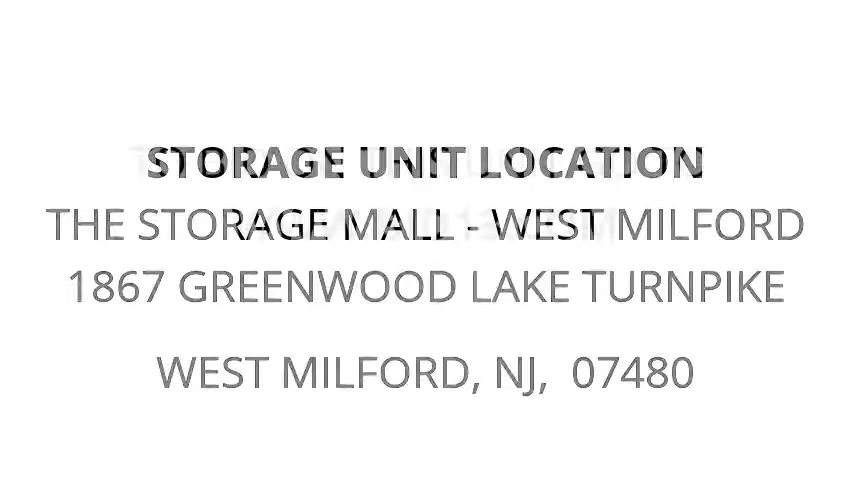 STORAGE UNIT LOCATION
THE STORAGE MALL - WEST MILFORD
1867 GREENWOOD LAKE TURNPIKE
WEST MILFORD, NJ,  07480